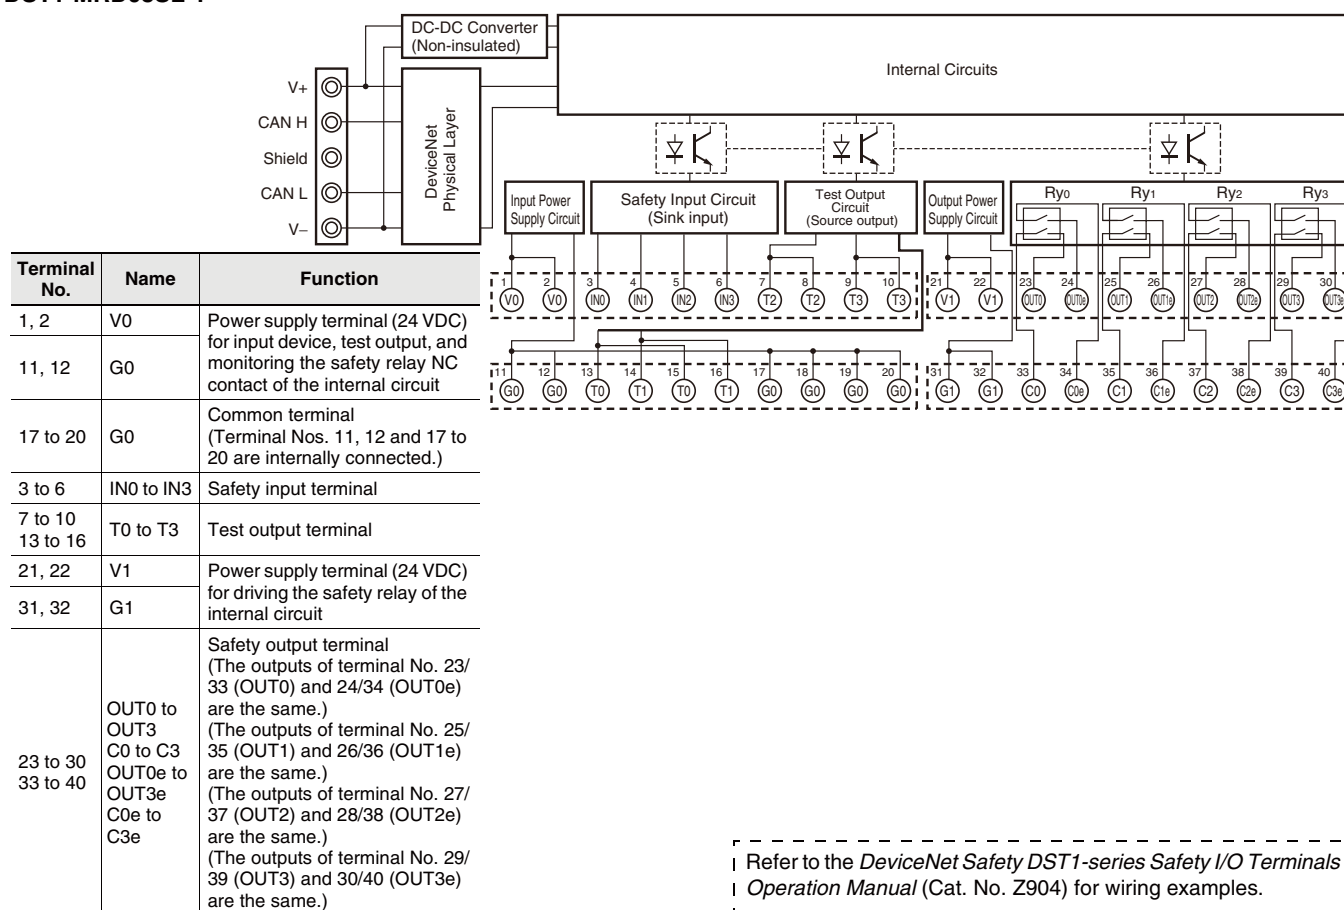 DC-DC Converter
(Non-insulated)
Internal Circuits
V+
CAN H
Shield
CAN L
V–
DeviceNet
Physical Layer
Input Power
Supply Circuit
Safety Input Circuit
(Sink input)
Test Output
Circuit
(Source output)
Output Power
Supply Circuit
Ry0 Ry1 Ry2 Ry3
1 2 3 4 5 6 7 8 9 10 21 22 23 24 25 26 27 28 29 30
V0 V0 IN0 IN1 IN2 IN3 T2 T2 T3 T3 V1 V1 OUT0 OUT0e OUT1 OUT1e OUT2 OUT2e OUT3 OUT3e
11 12 13 14 15 16 17 18 19 20 31 32 33 34 35 36 37 38 39 40
G0 G0 T0 T1 T0 T1 G0 G0 G0 G0 G1 G1 C0 C0e C1 C1e C2 C2e C3 C3e
Terminal
No.
Name
Function
1, 2
V0
Power supply terminal (24 VDC)
for input device, test output, and
monitoring the safety relay NC
contact of the internal circuit
11, 12
G0
17 to 20
G0
Common terminal
(Terminal Nos. 11, 12 and 17 to
20 are internally connected.)
3 to 6
IN0 to IN3
Safety input terminal
7 to 10
13 to 16
T0 to T3
Test output terminal
21, 22
V1
Power supply terminal (24 VDC)
for driving the safety relay of the
internal circuit
31, 32
G1
23 to 30
33 to 40
OUT0 to
OUT3
C0 to C3
OUT0e to
OUT3e
C0e to
C3e
Safety output terminal
(The outputs of terminal No. 23/
33 (OUT0) and 24/34 (OUT0e)
are the same.)
(The outputs of terminal No. 25/
35 (OUT1) and 26/36 (OUT1e)
are the same.)
(The outputs of terminal No. 27/
37 (OUT2) and 28/38 (OUT2e)
are the same.)
(The outputs of terminal No. 29/
39 (OUT3) and 30/40 (OUT3e)
are the same.)
Refer to the DeviceNet Safety DST1-series Safety I/O Terminals
Operation Manual (Cat. No. Z904) for wiring examples.